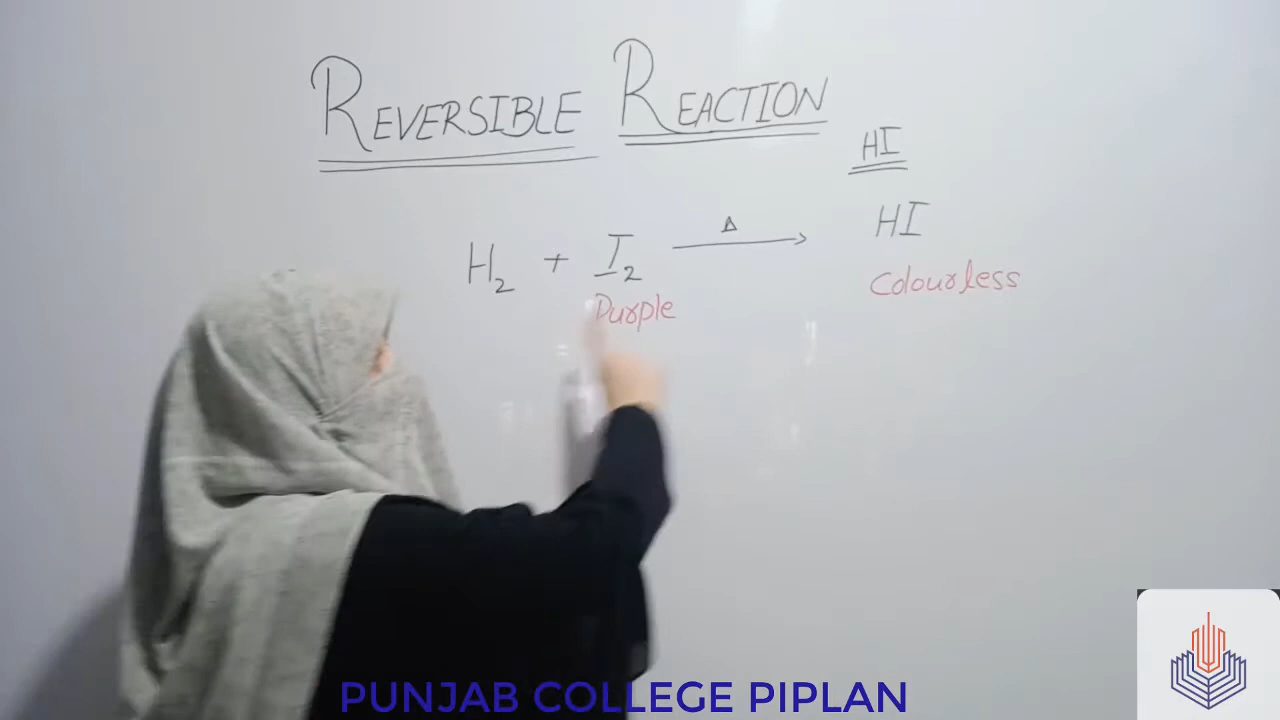 REVERSIBLE REACTION
HI
H₂ + I₂ —Δ→ HI
Purple
Colourless
PUNJAB COLLEGE PIPLAN